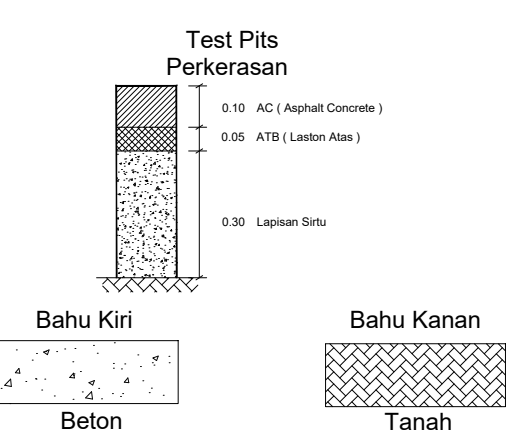 Test Pits
Perkerasan
0.10 AC ( Asphalt Concrete )
0.05 ATB ( Laston Atas )
0.30 Lapisan Sirtu
Bahu Kiri
Bahu Kanan
Beton
Tanah